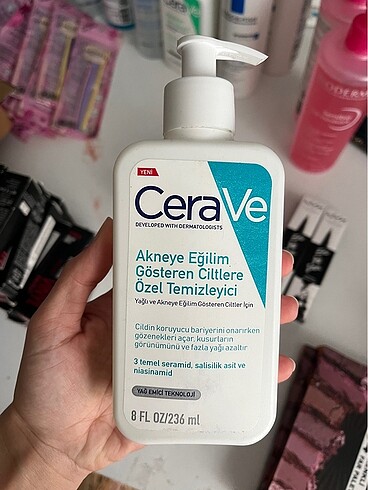 YENİ
CeraVe
DEVELOPED WITH DERMATOLOGISTS
Akneye Eğilim
Gösteren Ciltlere
Özel Temizleyici
Yağlı ve Akneye Eğilim Gösteren Ciltler İçin
Cildin koruyucu bariyerini onarırken
gözenekleri açar, kusurların
görünümünü ve fazla yağı azaltır
3 temel seramid, salisilik asit ve
niasinamid
YAĞ EMİCİ TEKNOLOJİ
8 FL OZ/236 ml